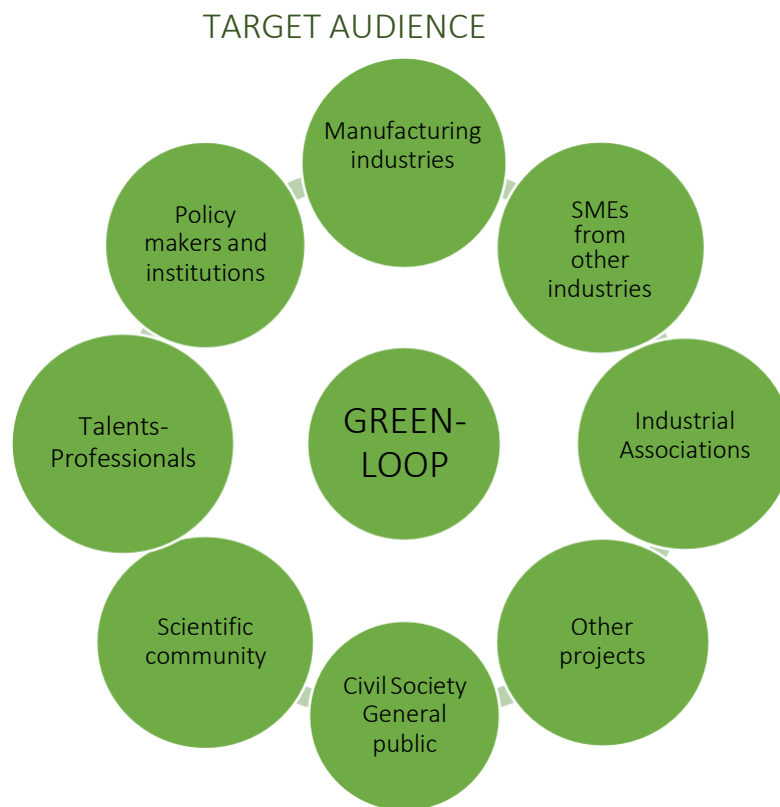 TARGET AUDIENCE
Manufacturing
industries
SMEs
from
other
industries
Industrial
Associations
Other
projects
Civil Society
General
public
Scientific
community
Talents-
Professionals
Policy
makers and
institutions
GREEN-
LOOP